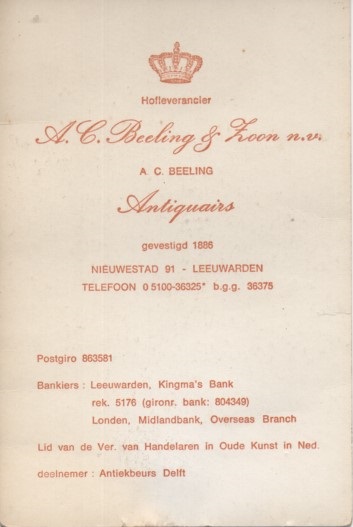 Hofleverancier
A. C. Beeling & Zoon n.v.
A. C. BEELING
Antiquairs
gevestigd 1886
NIEUWESTAD 91 - LEEUWARDEN
TELEFOON 05100-36325* b.g.g. 36375
Postgiro 863581
Bankiers : Leeuwarden, Kingma's Bank
rek. 5176 (gironr. bank: 804349)
Londen, Midlandbank, Overseas Branch
Lid van de Ver. van Handelaren in Oude Kunst in Ned.
deelnemer : Antiekbeurs Delft